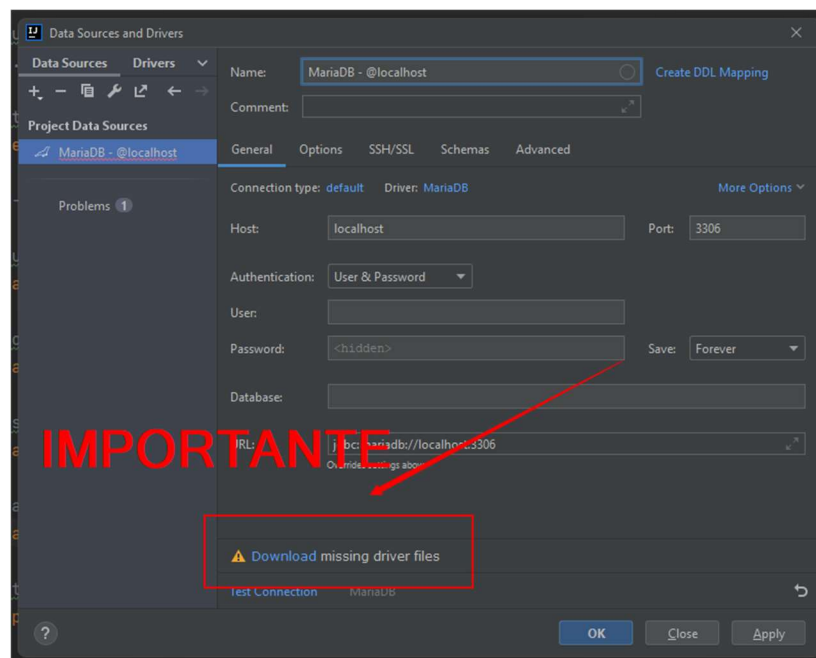 Data Sources and Drivers
Data Sources Drivers
Project Data Sources
MariaDB - @localhost
Problems 1
Name: MariaDB - @localhost Create DDL Mapping
Comment:
General Options SSH/SSL Schemas Advanced
Connection type: default Driver: MariaDB More Options
Host: localhost Port: 3306
Authentication: User & Password
User:
Password: <hidden> Save: Forever
Database:
IMPORTANTE
URL: jdbc:mariadb://localhost:3306
Overrides settings above
Download missing driver files
Test Connection MariaDB
? OK Close Apply